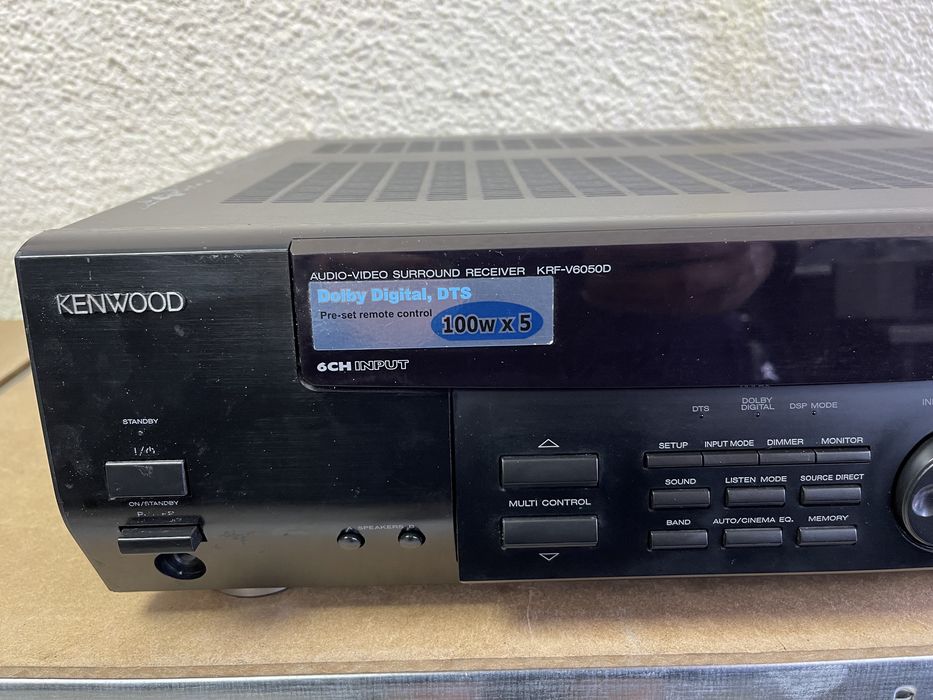 AUDIO-VIDEO SURROUND RECEIVER KRF-V6050D
KENWOOD
Dolby Digital, DTS
Pre-set remote control
100W X 5
6CH INPUT
DTS
DOLBY DIGITAL
DSP MODE
STANDBY
SETUP
INPUT MODE
DIMMER
MONITOR
SOUND
LISTEN MODE
SOURCE DIRECT
MULTI CONTROL
ON/STANDBY
BAND
AUTO/CINEMA EQ.
MEMORY
SPEAKERS